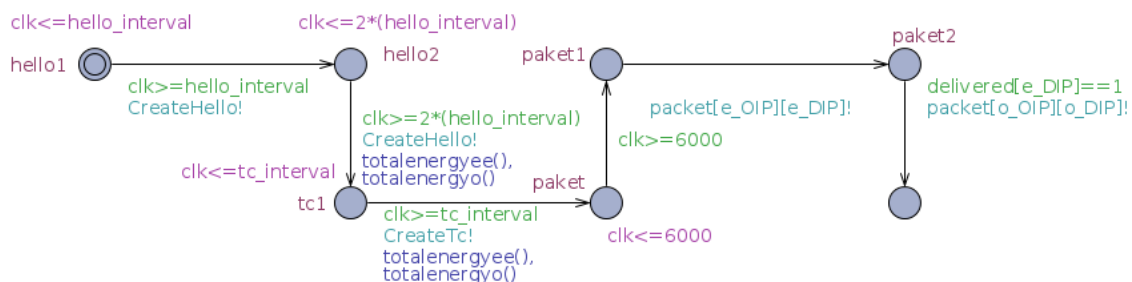 clk<=hello_interval
clk<=2*(hello_interval)
paket2
hello1
hello2
paket1
clk>=hello_interval
CreateHello!
delivered[e_DIP]==1
packet[o_OIP][o_DIP]!
packet[e_OIP][e_DIP]!
clk>=2*(hello_interval)
CreateHello!
totalenergyee(),
totalenergyo()
clk>=6000
clk<=tc_interval
paket
tc1
clk>=tc_interval
CreateTc!
totalenergyee(),
totalenergyo()
clk<=6000